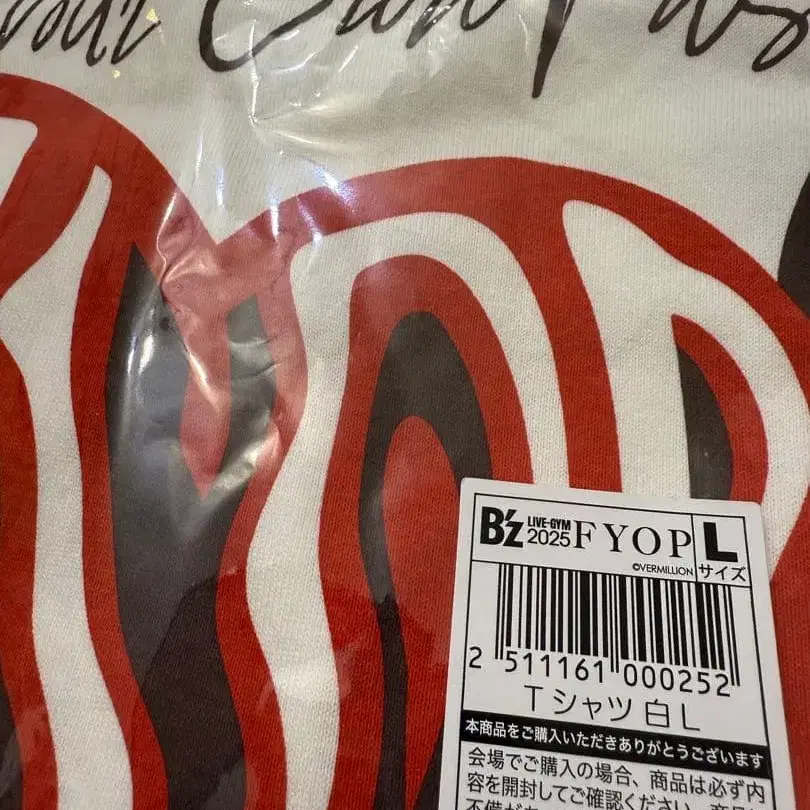 Your Own Pas
B'z LIVE-GYM 2025 FYOP L
©VERMILLION サイズ
2 511161 000252
Tシャツ 白 L
本商品をご購入いただきありがとうございます
会場でご購入の場合、商品は必ず内
容を開封してご確認ください。